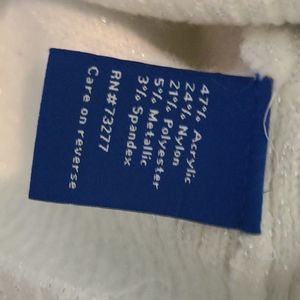 47% Acrylic
24% Nylon
21% Polyester
5% Metallic
3% Spandex
RN#73277
Care on reverse